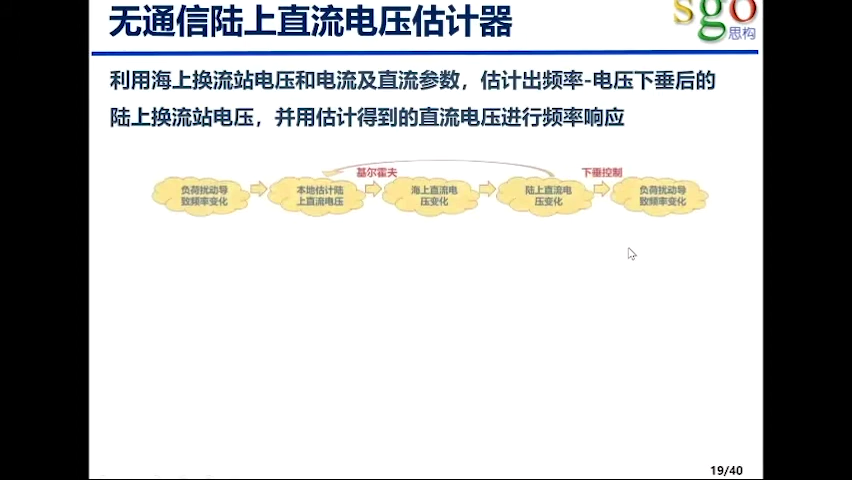 无通信陆上直流电压估计器
sgo
思构
利用海上换流站电压和电流及直流参数，估计出频率-电压下垂后的
陆上换流站电压，并用估计得到的直流电压进行频率响应
基尔霍夫
下垂控制
负荷扰动导
致频率变化
本地估计陆
上直流电压
海上直流电
压变化
陆上直流电
压变化
负荷扰动导
致频率变化
19/40